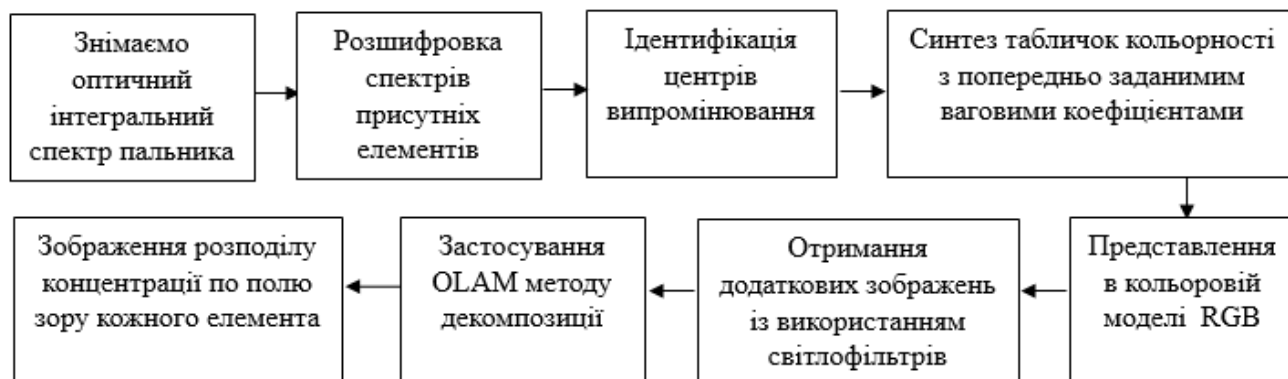 Знімаємо
оптичний
інтегральний
спектр пальника
Розшифровка
спектрів
присутніх
елементів
Ідентифікація
центрів
випромінювання
Синтез табличок кольорності
з попередньо заданимим
ваговими коефіцієнтами
Представлення
в кольоровій
моделі RGB
Отримання
додаткових зображень
із використанням
світлофільтрів
Застосування
OLAM методу
декомпозиції
Зображення розподілу
концентрації по полю
зору кожного елемента